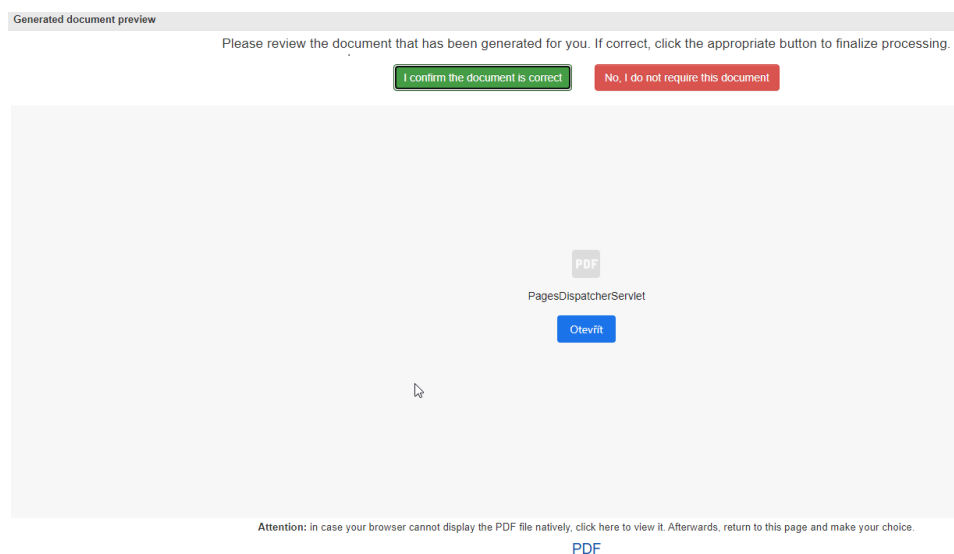 Generated document preview
Please review the document that has been generated for you. If correct, click the appropriate button to finalize processing.
I confirm the document is correct
No, I do not require this document
PDF
PagesDispatcherServlet
Otevřít
Attention: in case your browser cannot display the PDF file natively, click here to view it. Afterwards, return to this page and make your choice.
PDF